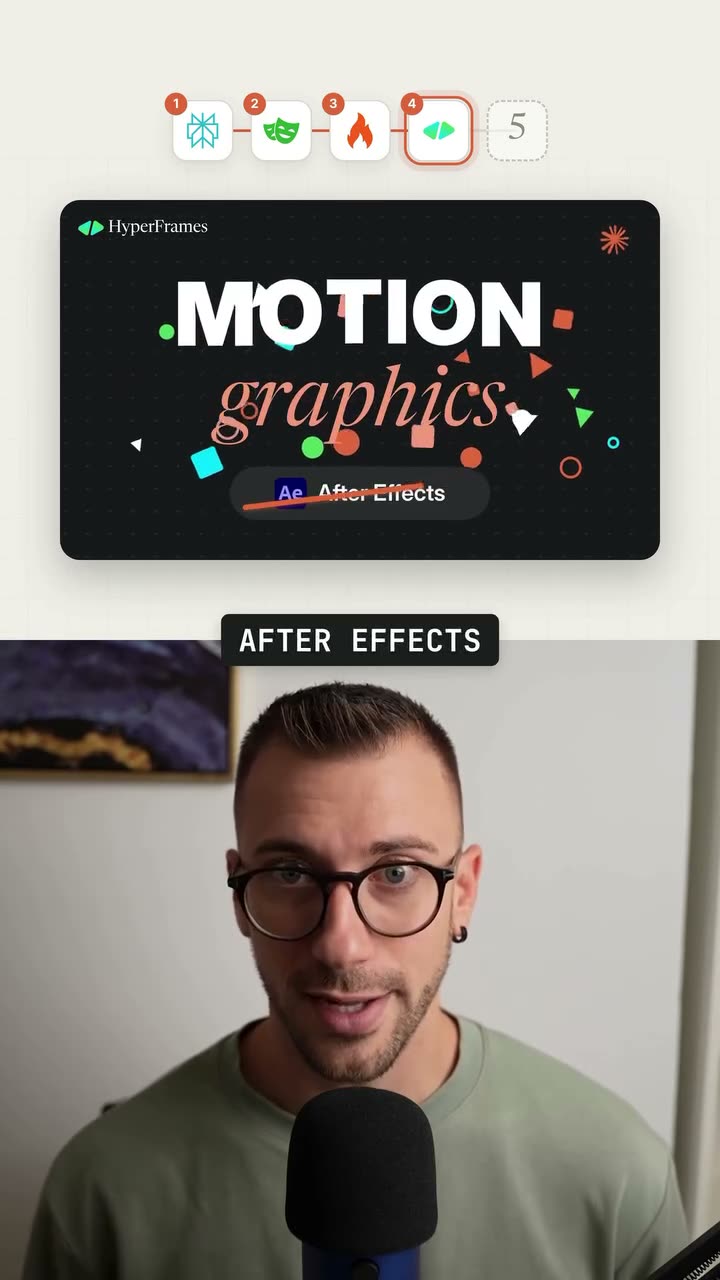 1 2 3 4 5
HyperFrames
MOTION
graphics
Ae After Effects
AFTER EFFECTS